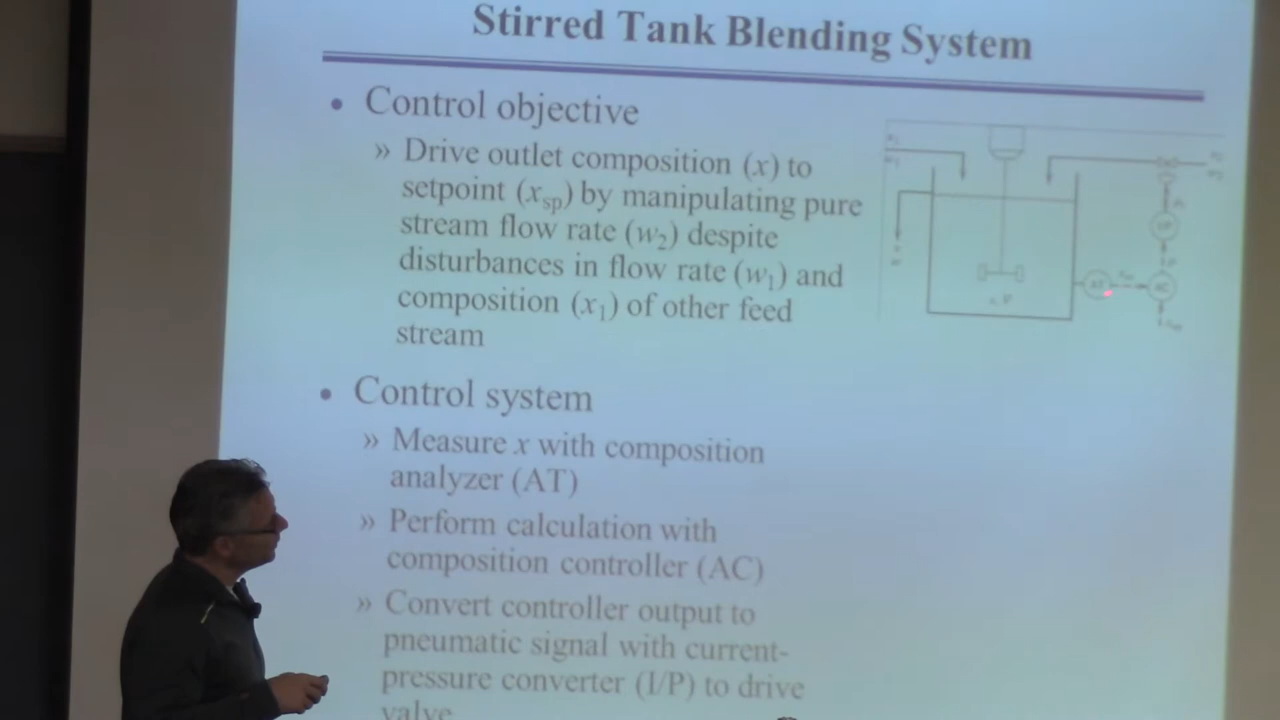 Stirred Tank Blending System
• Control objective
» Drive outlet composition (x) to
setpoint (xsp) by manipulating pure
stream flow rate (w2) despite
disturbances in flow rate (w1) and
composition (x1) of other feed
stream
• Control system
» Measure x with composition
analyzer (AT)
» Perform calculation with
composition controller (AC)
» Convert controller output to
pneumatic signal with current-
pressure converter (I/P) to drive
valve